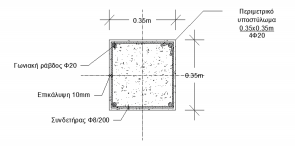 0.35m
Περιμετρικό
υποστύλωμα
0.35x0.35m
4Φ20
Γωνιακή ράβδος Φ20
0.35m
Επικάλυψη 10mm
Συνδετήρας Φ8/200